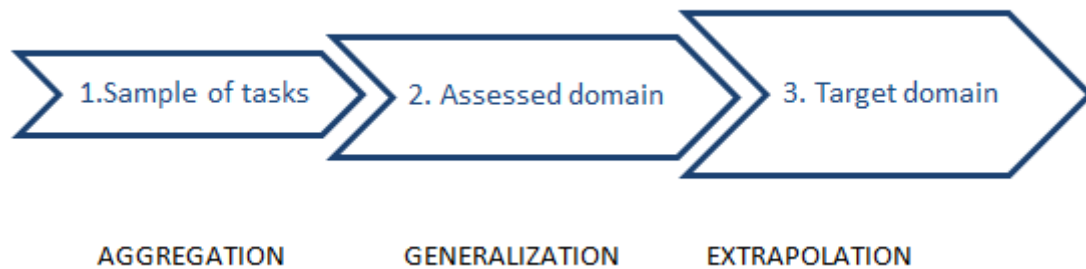 1.Sample of tasks
2. Assessed domain
3. Target domain
AGGREGATION
GENERALIZATION
EXTRAPOLATION